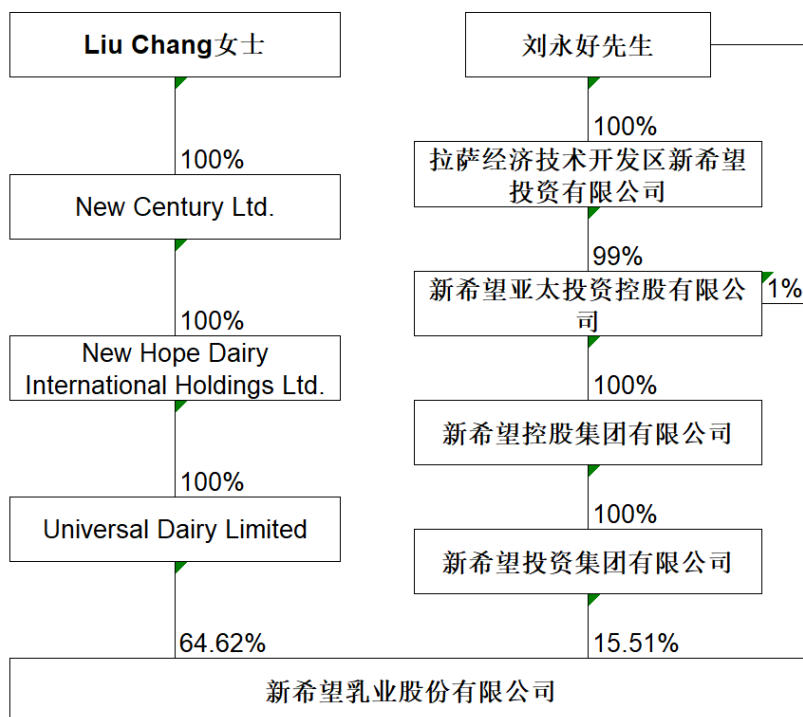 Liu Chang女士
刘永好先生
100%
100%
拉萨经济技术开发区新希望
投资有限公司
New Century Ltd.
99%
新希望亚太投资控股有限公
司
1%
100%
100%
New Hope Dairy
International Holdings Ltd.
新希望控股集团有限公司
100%
100%
Universal Dairy Limited
新希望投资集团有限公司
64.62%
15.51%
新希望乳业股份有限公司